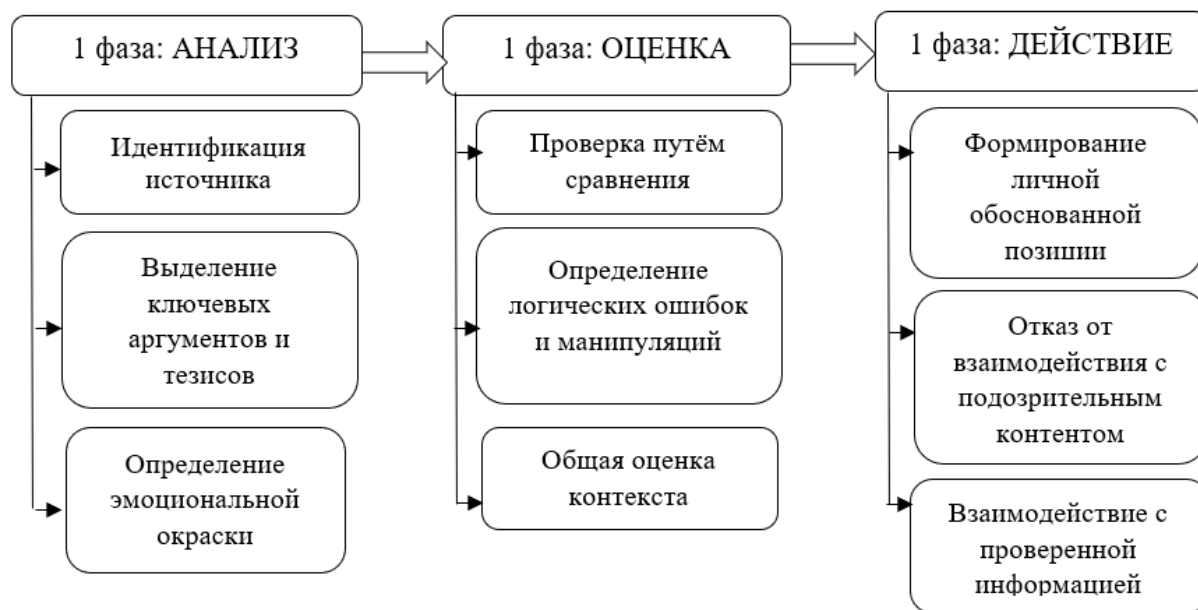 1 фаза: АНАЛИЗ
Идентификация
источника
Выделение
ключевых
аргументов и
тезисов
Определение
эмоциональной
окраски
1 фаза: ОЦЕНКА
Проверка путём
сравнения
Определение
логических ошибок
и манипуляций
Общая оценка
контекста
1 фаза: ДЕЙСТВИЕ
Формирование
личной
обоснованной
позиции
Отказ от
взаимодействия с
подозрительным
контентом
Взаимодействие с
проверенной
информацией